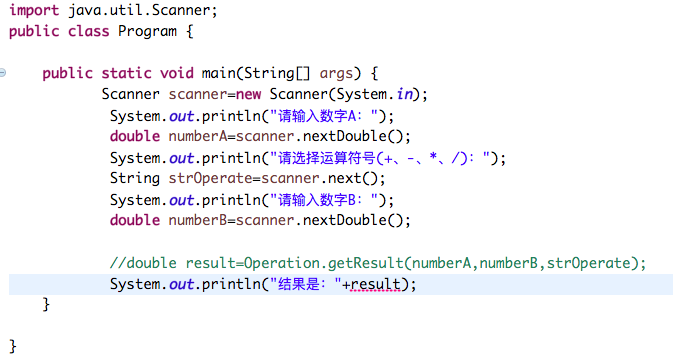 import java.util.Scanner;
public class Program {
public static void main(String[] args) {
Scanner scanner=new Scanner(System.in);
System.out.println("请输入数字A：");
double numberA=scanner.nextDouble();
System.out.println("请选择运算符号(+、-、*、/)：");
String strOperate=scanner.next();
System.out.println("请输入数字B：");
double numberB=scanner.nextDouble();
//double result=Operation.getResult(numberA,numberB,strOperate);
System.out.println("结果是："+result);
}
}